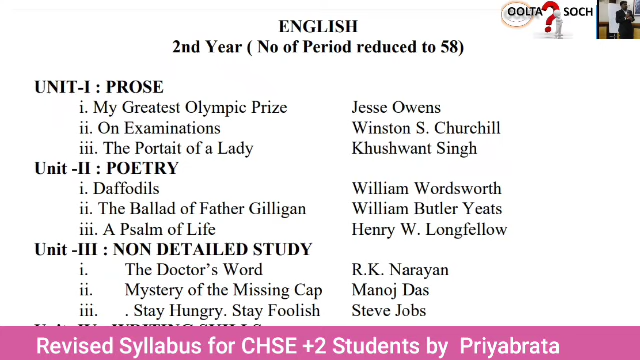 OOLTA ? SOCH
ENGLISH
2nd Year ( No of Period reduced to 58)
UNIT-I : PROSE
i. My Greatest Olympic Prize Jesse Owens
ii. On Examinations Winston S. Churchill
iii. The Portait of a Lady Khushwant Singh
Unit -II : POETRY
i. Daffodils William Wordsworth
ii. The Ballad of Father Gilligan William Butler Yeats
iii. A Psalm of Life Henry W. Longfellow
Unit -III : NON DETAILED STUDY
i. The Doctor's Word R.K. Narayan
ii. Mystery of the Missing Cap Manoj Das
iii. . Stay Hungry. Stay Foolish Steve Jobs
Unit -IV : WRITING SKILLS
Revised Syllabus for CHSE +2 Students by Priyabrata